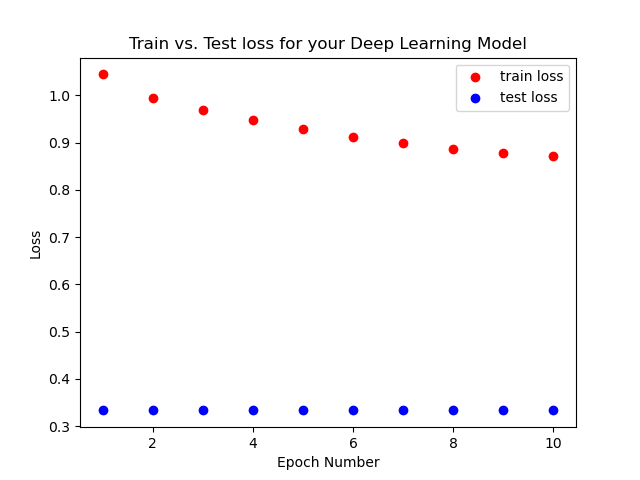 Train vs. Test loss for your Deep Learning Model
train loss
test loss
1.0
0.9
0.8
0.7
0.6
0.5
0.4
0.3
Loss
2 4 6 8 10
Epoch Number